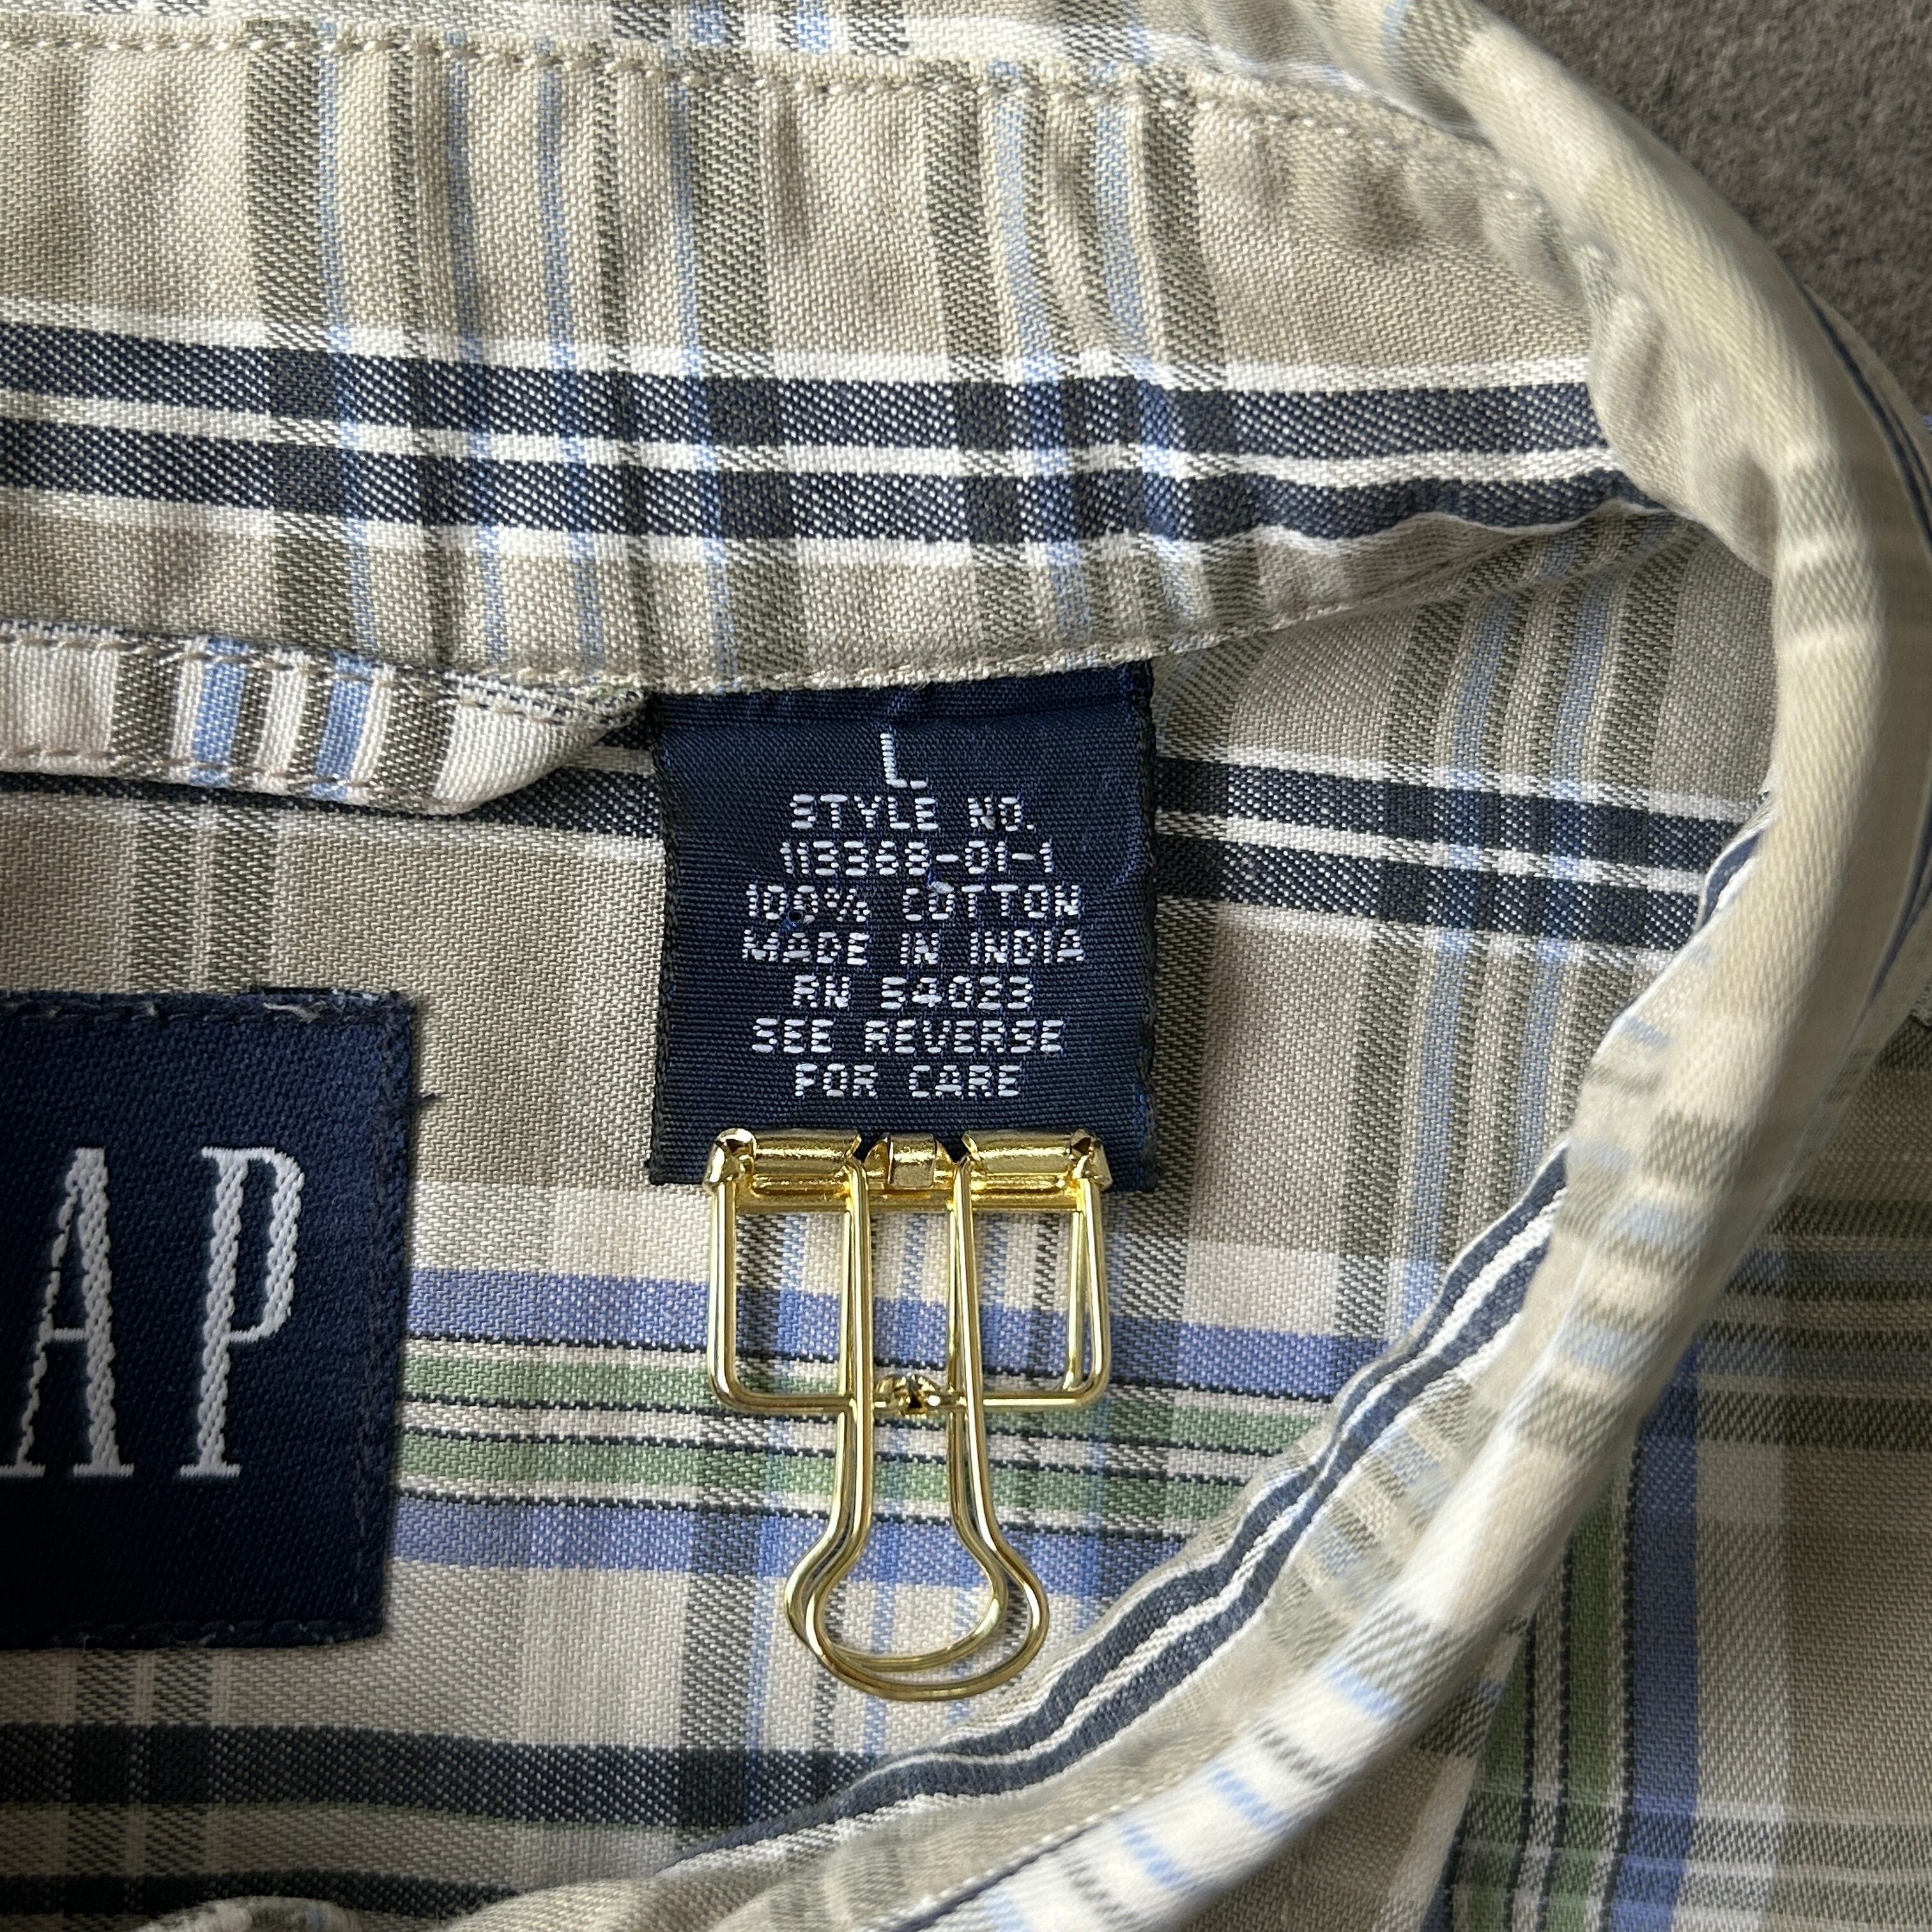 L
STYLE NO.
113368-01-1
100% COTTON
MADE IN INDIA
RN 54023
SEE REVERSE
FOR CARE
AP